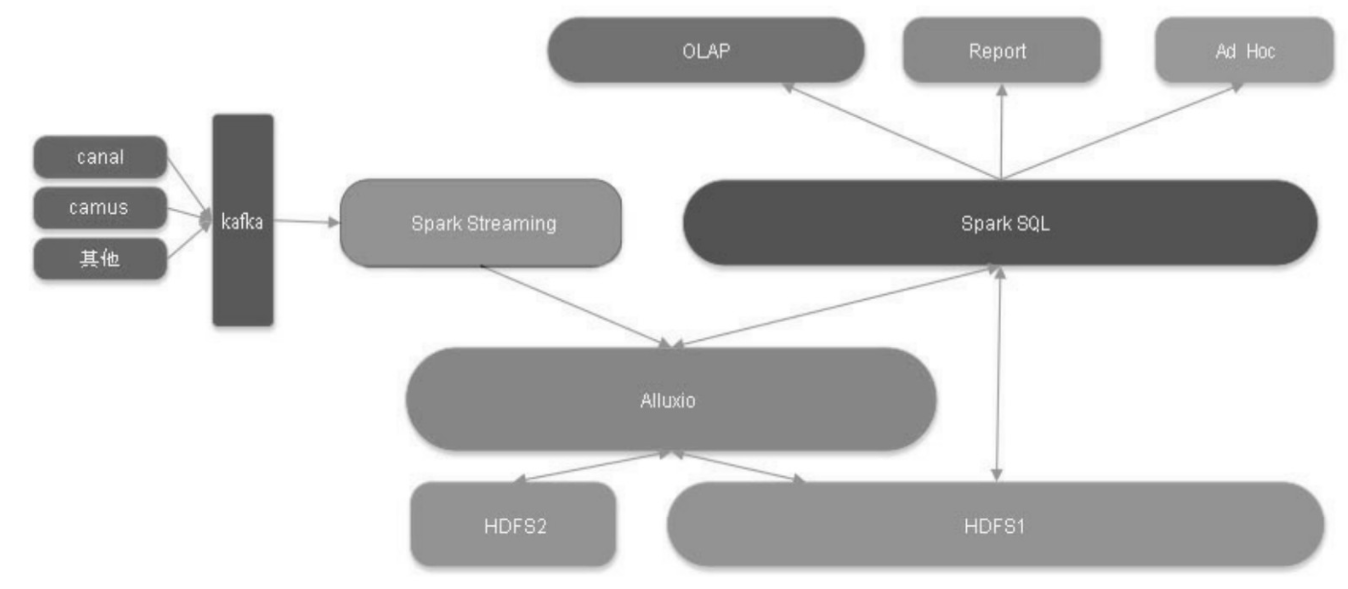 OLAP
Report
Ad Hoc
canal
camus
其他
kafka
Spark Streaming
Spark SQL
Alluxio
HDFS2
HDFS1